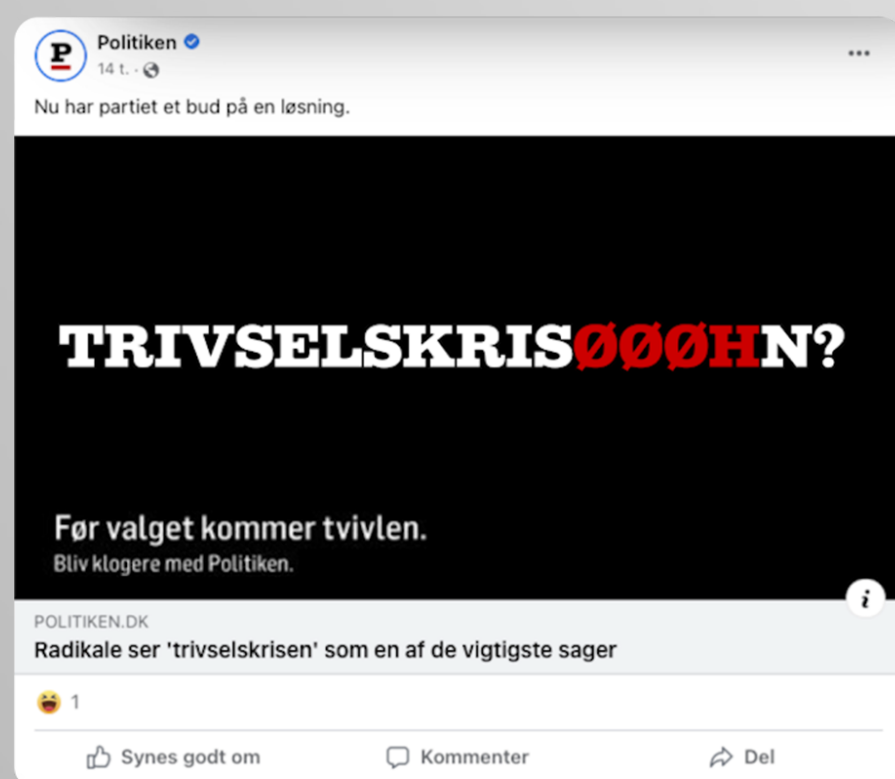 P
Politiken
14 t. ·
Nu har partiet et bud på en løsning.
TRIVSELSKRISØØØHN?
Før valget kommer tvivlen.
Bliv klogere med Politiken.
i
POLITIKEN.DK
Radikale ser 'trivselskrisen' som en af de vigtigste sager
1
Synes godt om Kommenter Del